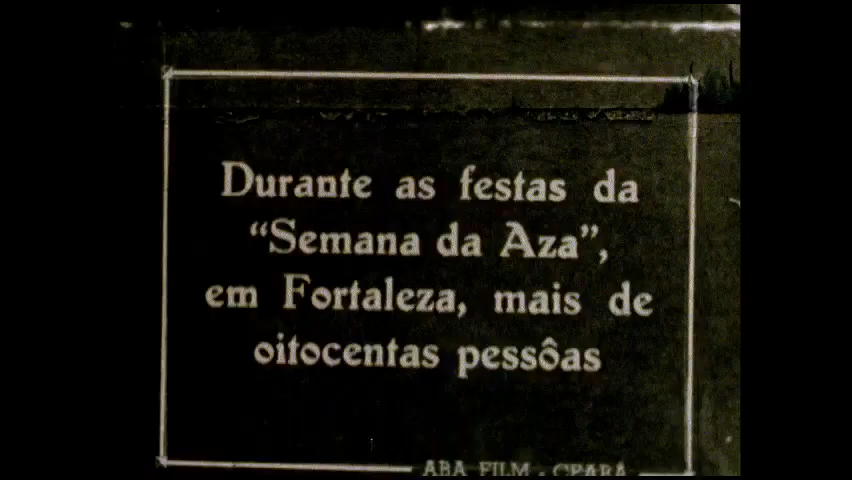 Durante as festas da
“Semana da Aza”,
em Fortaleza, mais de
oitocentas pessôas
ABA FILM . CEARÁ